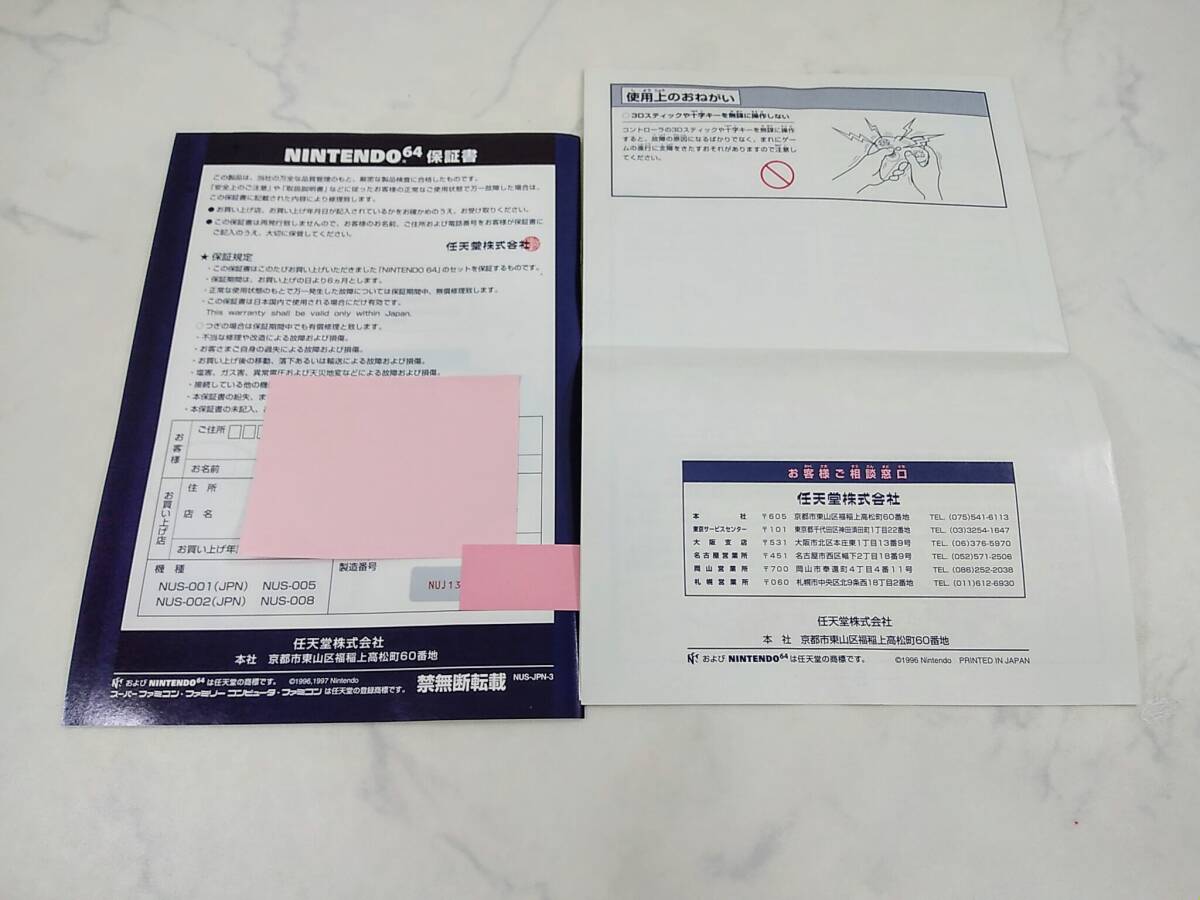 NINTENDO64 保証書
この製品は、当社の万全な品質管理のもと、厳密な製品検査に合格したものです。
「安全上のご注意」や「取扱説明書」などに従ったお客様の正常なご使用状態で万一故障した場合は、
この保証書に記載された内容により修理致します。
●お買い上げ店、お買い上げ年月日が記入されているかをお確かめのうえ、お受け取りください。
●この保証書は再発行致しませんので、お客様のお名前、ご住所および電話番号をお客様が保証書に
ご記入のうえ、大切に保管してください。
任天堂株式会社
★保証規定
・この保証書はこのたびお買い上げいただきました「NINTENDO 64」のセットを保証するものです。
・保証期間は、お買い上げの日より6ヵ月とします。
・正常な使用状態のもとで万一発生した故障については保証期間中、無償修理致します。
・この保証書は日本国内で使用される場合にだけ有効です。
This warranty shall be valid only within Japan.
○つぎの場合は保証期間中でも有償修理と致します。
・不当な修理や改造による故障および損傷。
・お客さまご自身の過失による故障および損傷。
・お買い上げ後の移動、落下あるいは輸送による故障および損傷。
・塩害、ガス害、異常電圧および天災地変などによる故障および損傷。
・接続している他の機
・本保証書の紛失、ま
・本保証書の未記入、
お客様
ご住所
お名前
お買い上げ店
住所
店名
お買い上げ年
機種
NUS-001(JPN) NUS-005
NUS-002(JPN) NUS-008
製造番号
NUJ13
任天堂株式会社
本社 京都市東山区福稲上高松町60番地
および NINTENDO64 は任天堂の商標です。 ©1996,1997 Nintendo
スーパーファミコン・ファミリーコンピュータ・ファミコンは任天堂の登録商標です。
禁無断転載
NUS-JPN-3
使用上のおねがい
○3Dスティックや十字キーを無謀に操作しない
コントローラの3Dスティックや十字キーを無謀に操作
すると、故障の原因になるばかりでなく、まれにゲー
ムの進行に支障をきたすおそれがありますので注意し
てください。
お客様ご相談窓口
任天堂株式会社
本社 〒605 京都市東山区福稲上高松町60番地 TEL. (075)541-6113
東京サービスセンター 〒101 東京都千代田区神田須田町1丁目22番地 TEL. (03)3254-1647
大阪支店 〒531 大阪市北区本庄東1丁目13番9号 TEL. (06)376-5970
名古屋営業所 〒451 名古屋市西区幅下2丁目18番9号 TEL. (052)571-2506
岡山営業所 〒700 岡山市奉還町4丁目4番11号 TEL. (086)252-2038
札幌営業所 〒060 札幌市中央区北9条西18丁目2番地 TEL. (011)612-6930
任天堂株式会社
本社 京都市東山区福稲上高松町60番地
および NINTENDO64 は任天堂の商標です。 ©1996 Nintendo PRINTED IN JAPAN